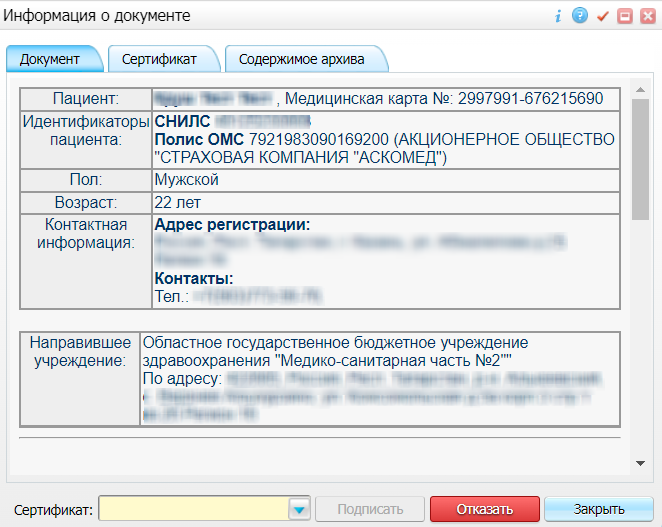 Информация о документе
Документ
Сертификат
Содержимое архива
Пациент:
, Медицинская карта №: 2997991-676215690
Идентификаторы
пациента:
СНИЛС
Полис ОМС 7921983090169200 (АКЦИОНЕРНОЕ ОБЩЕСТВО
"СТРАХОВАЯ КОМПАНИЯ "АСКОМЕД")
Пол:
Мужской
Возраст:
22 лет
Контактная
информация:
Адрес регистрации:
Контакты:
Тел.:
Направившее
учреждение:
Областное государственное бюджетное учреждение
здравоохранения "Медико-санитарная часть №2""
По адресу:
Сертификат:
Подписать
Отказать
Закрыть